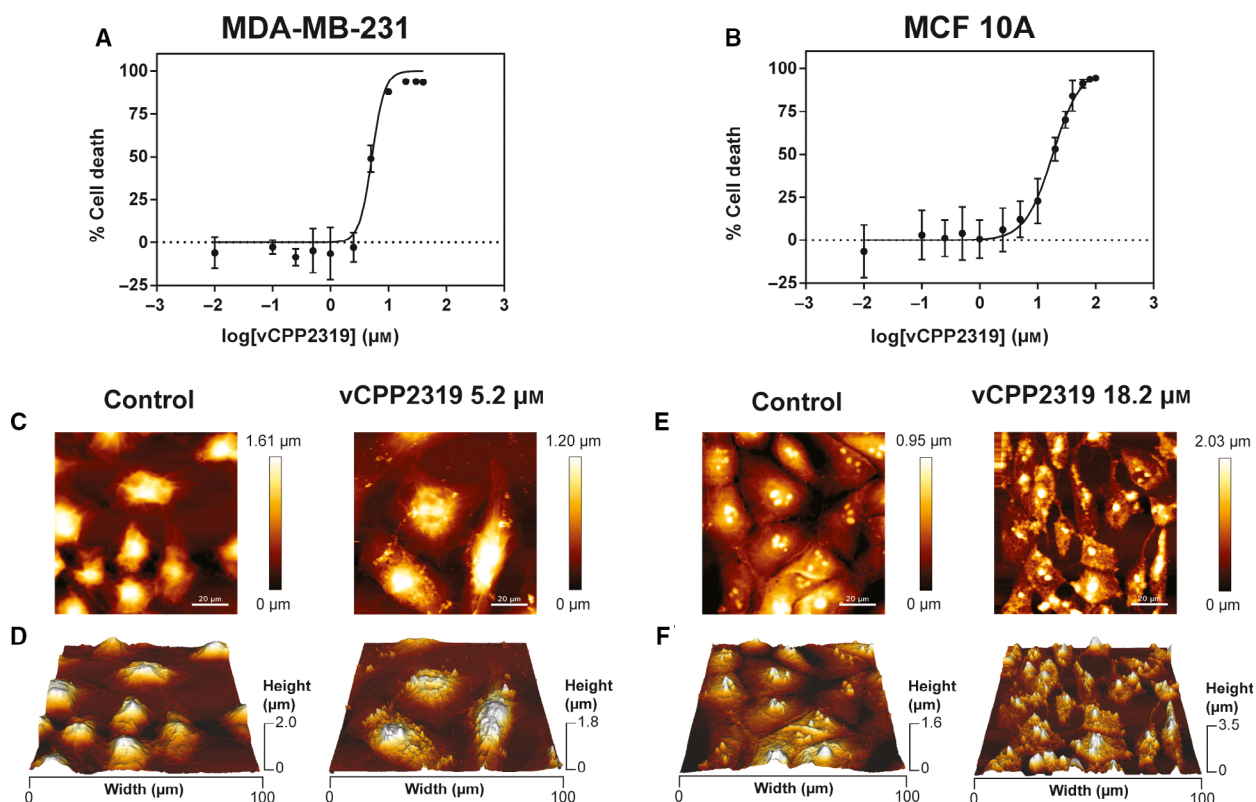 A
MDA-MB-231
100
75
50
25
0
−25
% Cell death
−3 −2 −1 0 1 2 3
log[vCPP2319] (μM)
B
MCF 10A
100
75
50
25
0
−25
% Cell death
−3 −2 −1 0 1 2 3
log[vCPP2319] (μM)
C
Control
1.61 μm
0 μm
20 μm
vCPP2319 5.2 μM
1.20 μm
0 μm
20 μm
E
Control
0.95 μm
0 μm
20 μm
vCPP2319 18.2 μM
2.03 μm
0 μm
20 μm
D
Height
(μm)
2.0
0
0 Width (μm) 100
Height
(μm)
1.8
0
0 Width (μm) 100
F
Height
(μm)
1.6
0
0 Width (μm) 100
Height
(μm)
3.5
0
0 Width (μm) 100